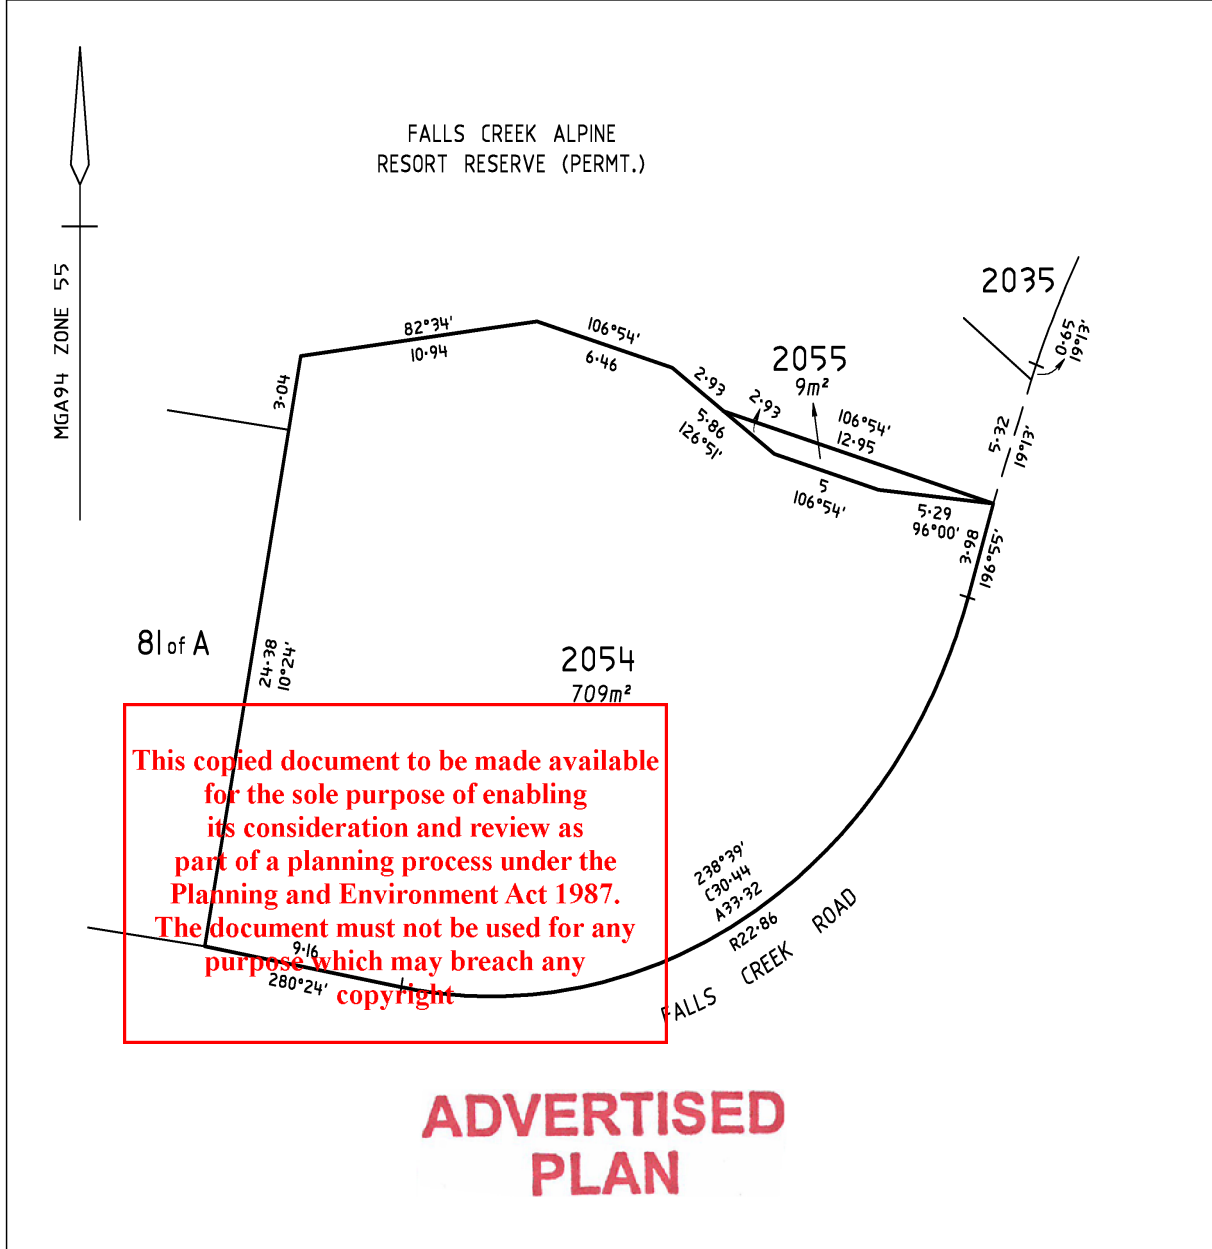 FALLS CREEK ALPINE
RESORT RESERVE (PERMT.)
MGA94 ZONE 55
2035
0·65
19°13'
82°34'
10·94
106°54'
6·46
2055
9m²
3·04
2·93
2·93
5·86
126°51'
106°54'
12·95
5·32
19°13'
5
106°54'
5·29
96°00'
3·98
196°55'
81 of A
24·38
10°24'
2054
709m²
This copied document to be made available
for the sole purpose of enabling
its consideration and review as
part of a planning process under the
Planning and Environment Act 1987.
The document must not be used for any
purpose which may breach any
copyright
9·16
280°24'
238°39'
C30·44
A33·32
R22·86
FALLS CREEK ROAD
ADVERTISED
PLAN